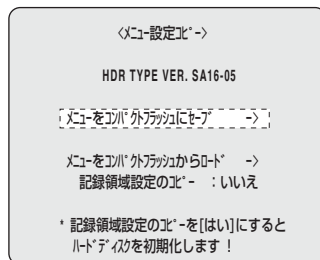 <ﾒﾆｭｰ設定ｺﾋﾟｰ>
HDR TYPE VER. SA16-05
ﾒﾆｭｰをｺﾝﾊﾟｸﾄﾌﾗｯｼｭにｾｰﾌﾞ ->
ﾒﾆｭｰをｺﾝﾊﾟｸﾄﾌﾗｯｼｭからﾛｰﾄﾞ ->
記録領域設定のｺﾋﾟｰ : いいえ
* 記録領域設定のｺﾋﾟｰを[はい]にすると
ﾊｰﾄﾞﾃﾞｨｽｸを初期化します !